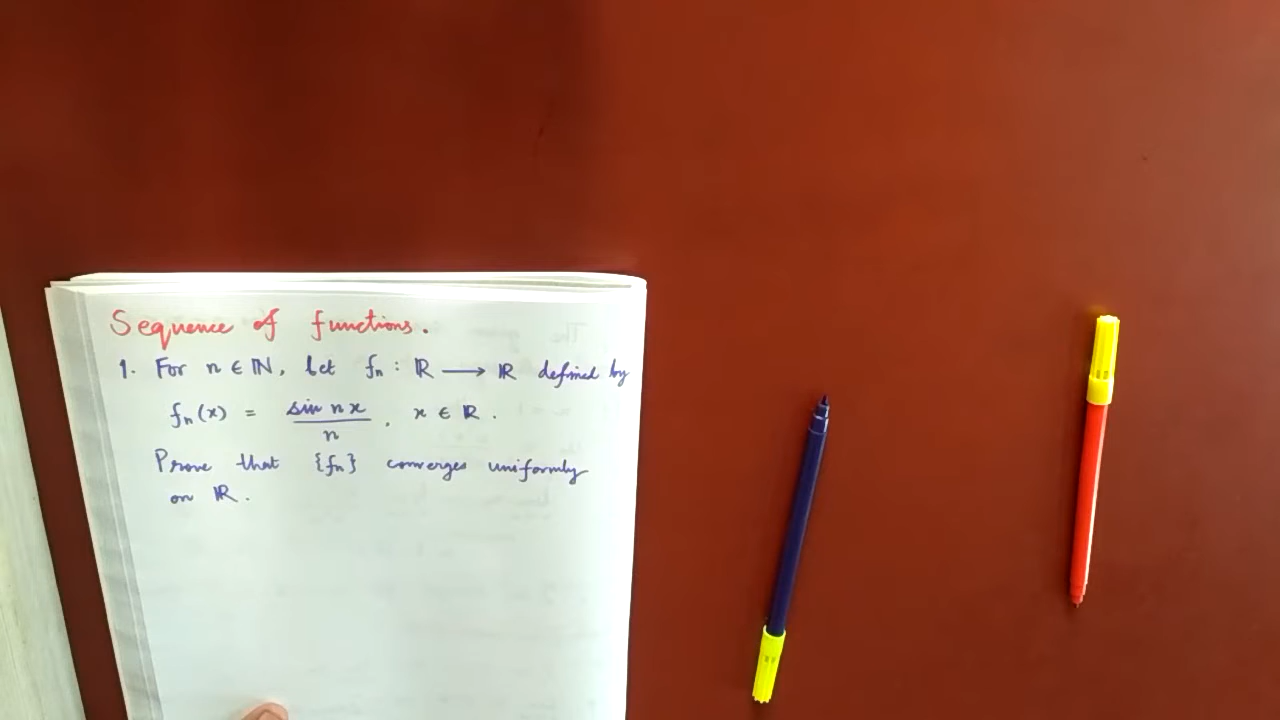 Sequence of functions.
1. For n ∈ ℕ, let fₙ : ℝ ⟶ ℝ defined by
fₙ(x) = sin nx / n , x ∈ ℝ .
Prove that {fₙ} converges uniformly
on ℝ .